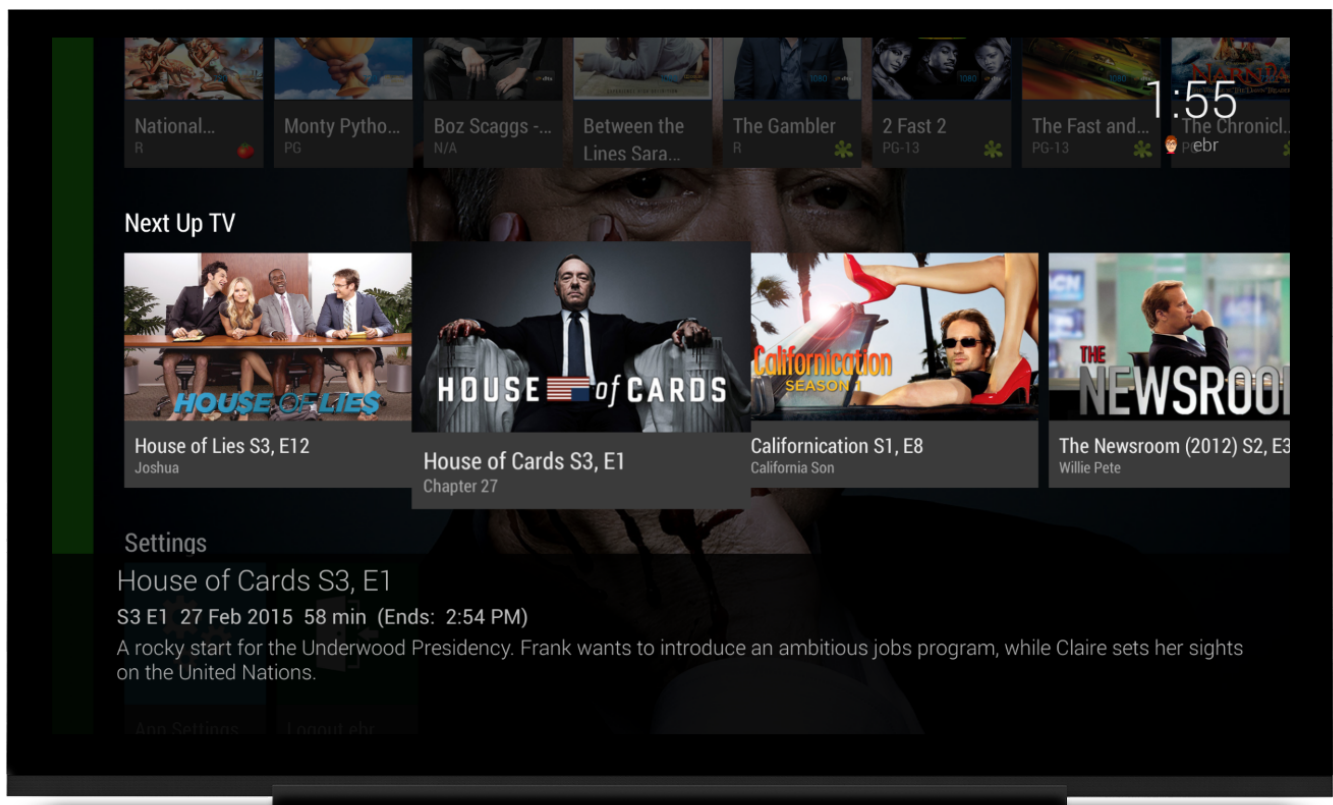 National...
R
Monty Pytho...
PG
Boz Scaggs -...
N/A
Between the
Lines Sara...
The Gambler
R
2 Fast 2
PG-13
The Fast and...
PG-13
The Chronicl...
1:55
ebr
Next Up TV
HOUSE OF LIES
House of Lies S3, E12
Joshua
HOUSE of CARDS
House of Cards S3, E1
Chapter 27
Californication
SEASON 1
Californication S1, E8
California Son
ACN
THE
NEWSROO
The Newsroom (2012) S2, E3
Willie Pete
Settings
House of Cards S3, E1
S3 E1 27 Feb 2015 58 min (Ends: 2:54 PM)
A rocky start for the Underwood Presidency. Frank wants to introduce an ambitious jobs program, while Claire sets her sights
on the United Nations.
App Settings
Logout ebr